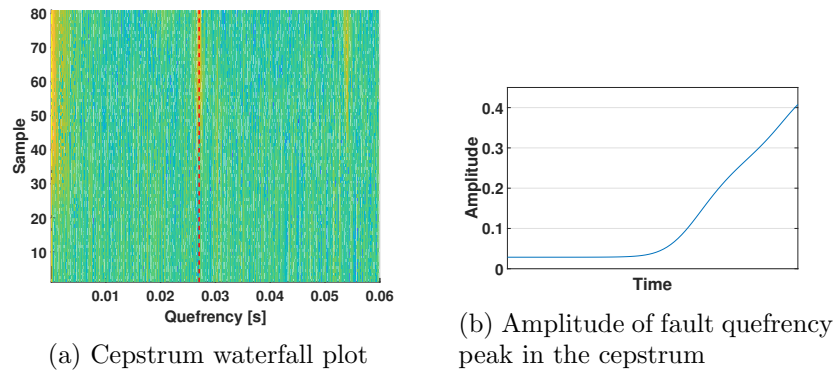 80
70
60
50
40
30
20
10
Sample
0.01 0.02 0.03 0.04 0.05 0.06
Quefrency [s]
(a) Cepstrum waterfall plot
0.4
0.3
0.2
0.1
0
Amplitude
Time
(b) Amplitude of fault quefrency
peak in the cepstrum